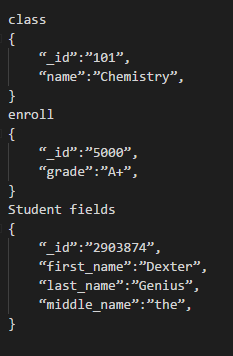 class
{
“_id”:”101”,
“name”:”Chemistry”,
}
enroll
{
“_id”:”5000”,
“grade”:”A+”,
}
Student fields
{
“_id”:”2903874”,
“first_name”:”Dexter”,
“last_name”:”Genius”,
“middle_name”:”the”,
}